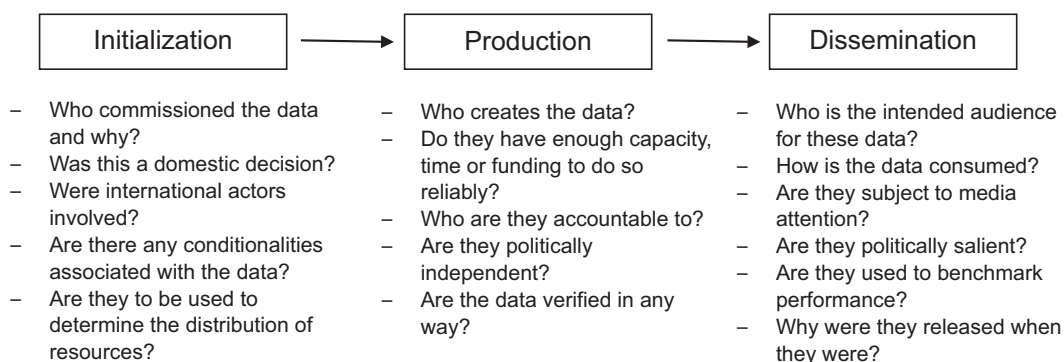 Initialization
Production
Dissemination
– Who commissioned the data
and why?
– Was this a domestic decision?
– Were international actors
involved?
– Are there any conditionalities
associated with the data?
– Are they to be used to
determine the distribution of
resources?
– Who creates the data?
– Do they have enough capacity,
time or funding to do so
reliably?
– Who are they accountable to?
– Are they politically
independent?
– Are the data verified in any
way?
– Who is the intended audience
for these data?
– How is the data consumed?
– Are they subject to media
attention?
– Are they politically salient?
– Are they used to benchmark
performance?
– Why were they released when
they were?